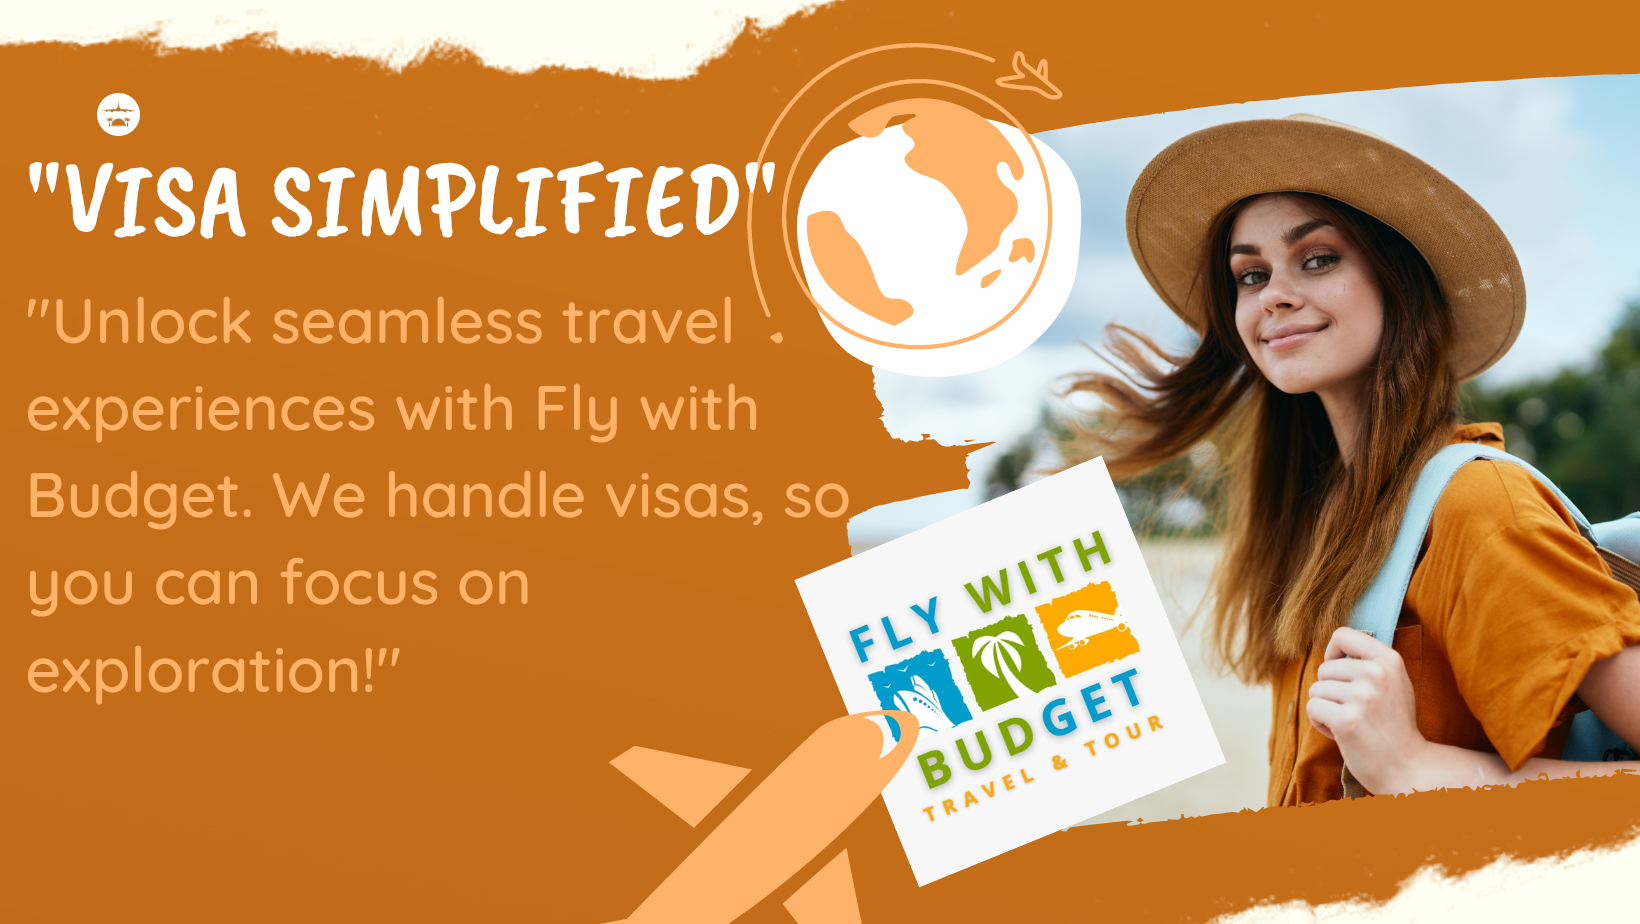 "VISA SIMPLIFIED"
"Unlock seamless travel
experiences with Fly with
Budget. We handle visas, so
you can focus on
exploration!"
FLY WITH
BUDGET
TRAVEL & TOUR